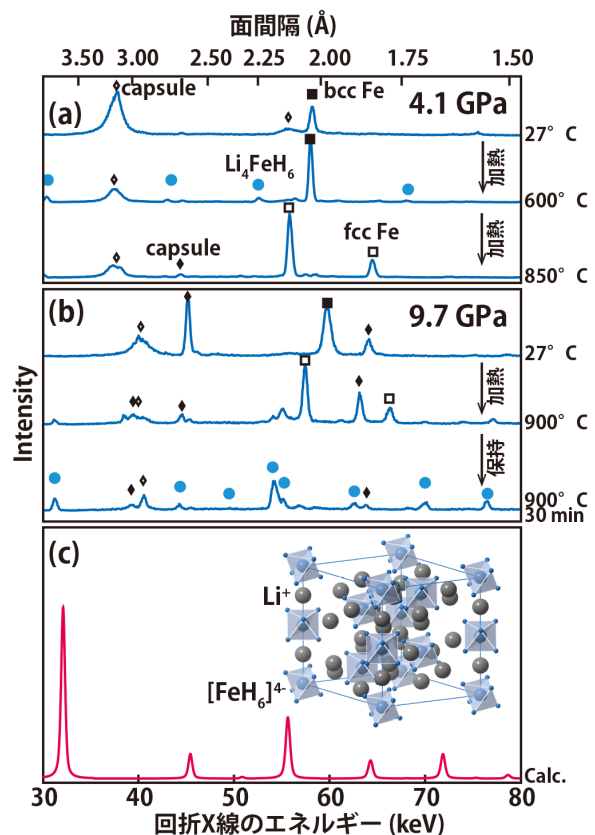 面間隔 (Å)
3.50 3.00 2.50 2.25 2.00 1.75 1.50
(a) capsule bcc Fe 4.1 GPa
27° C
加熱
Li4FeH6
600° C
加熱
capsule fcc Fe
850° C
(b) 9.7 GPa
27° C
加熱
900° C
保持
900° C
30 min
Intensity
(c)
Li+
[FeH6]4-
Calc.
30 40 50 60 70 80
回折X線のエネルギー (keV)